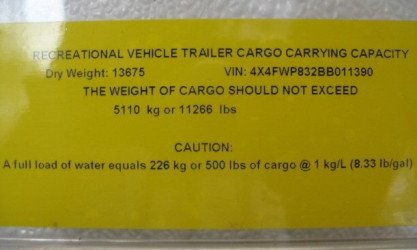 RECREATIONAL VEHICLE TRAILER CARGO CARRYING CAPACITY
Dry Weight: 13675 VIN: 4X4FWP832BB011390
THE WEIGHT OF CARGO SHOULD NOT EXCEED
5110 kg or 11266 lbs
CAUTION:
A full load of water equals 226 kg or 500 lbs of cargo @ 1 kg/L (8.33 lb/gal)